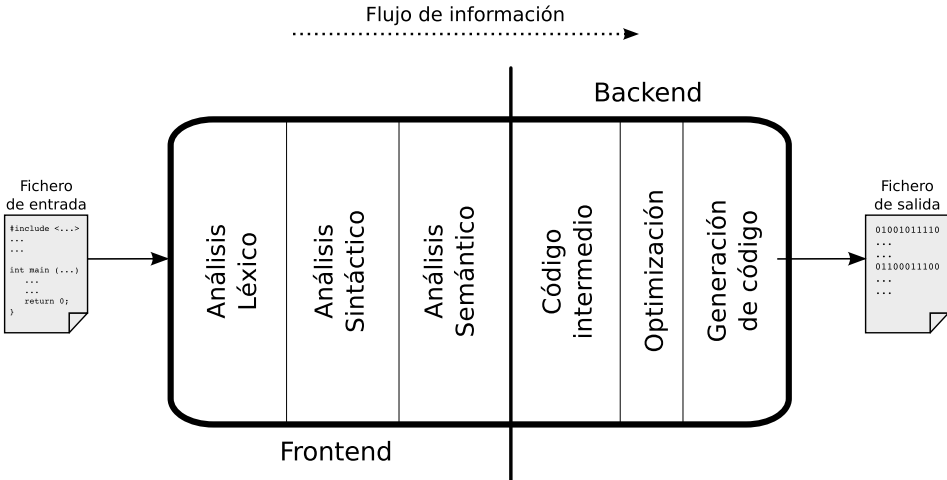 Flujo de información
Backend
Fichero
de entrada
#include <...>
...
...
int main (...)
...
...
return 0;
}
Análisis
Léxico
Análisis
Sintáctico
Análisis
Semántico
Código
intermedio
Optimización
Generación
de código
Fichero
de salida
01001011110
...
...
01100011100
...
...
Frontend